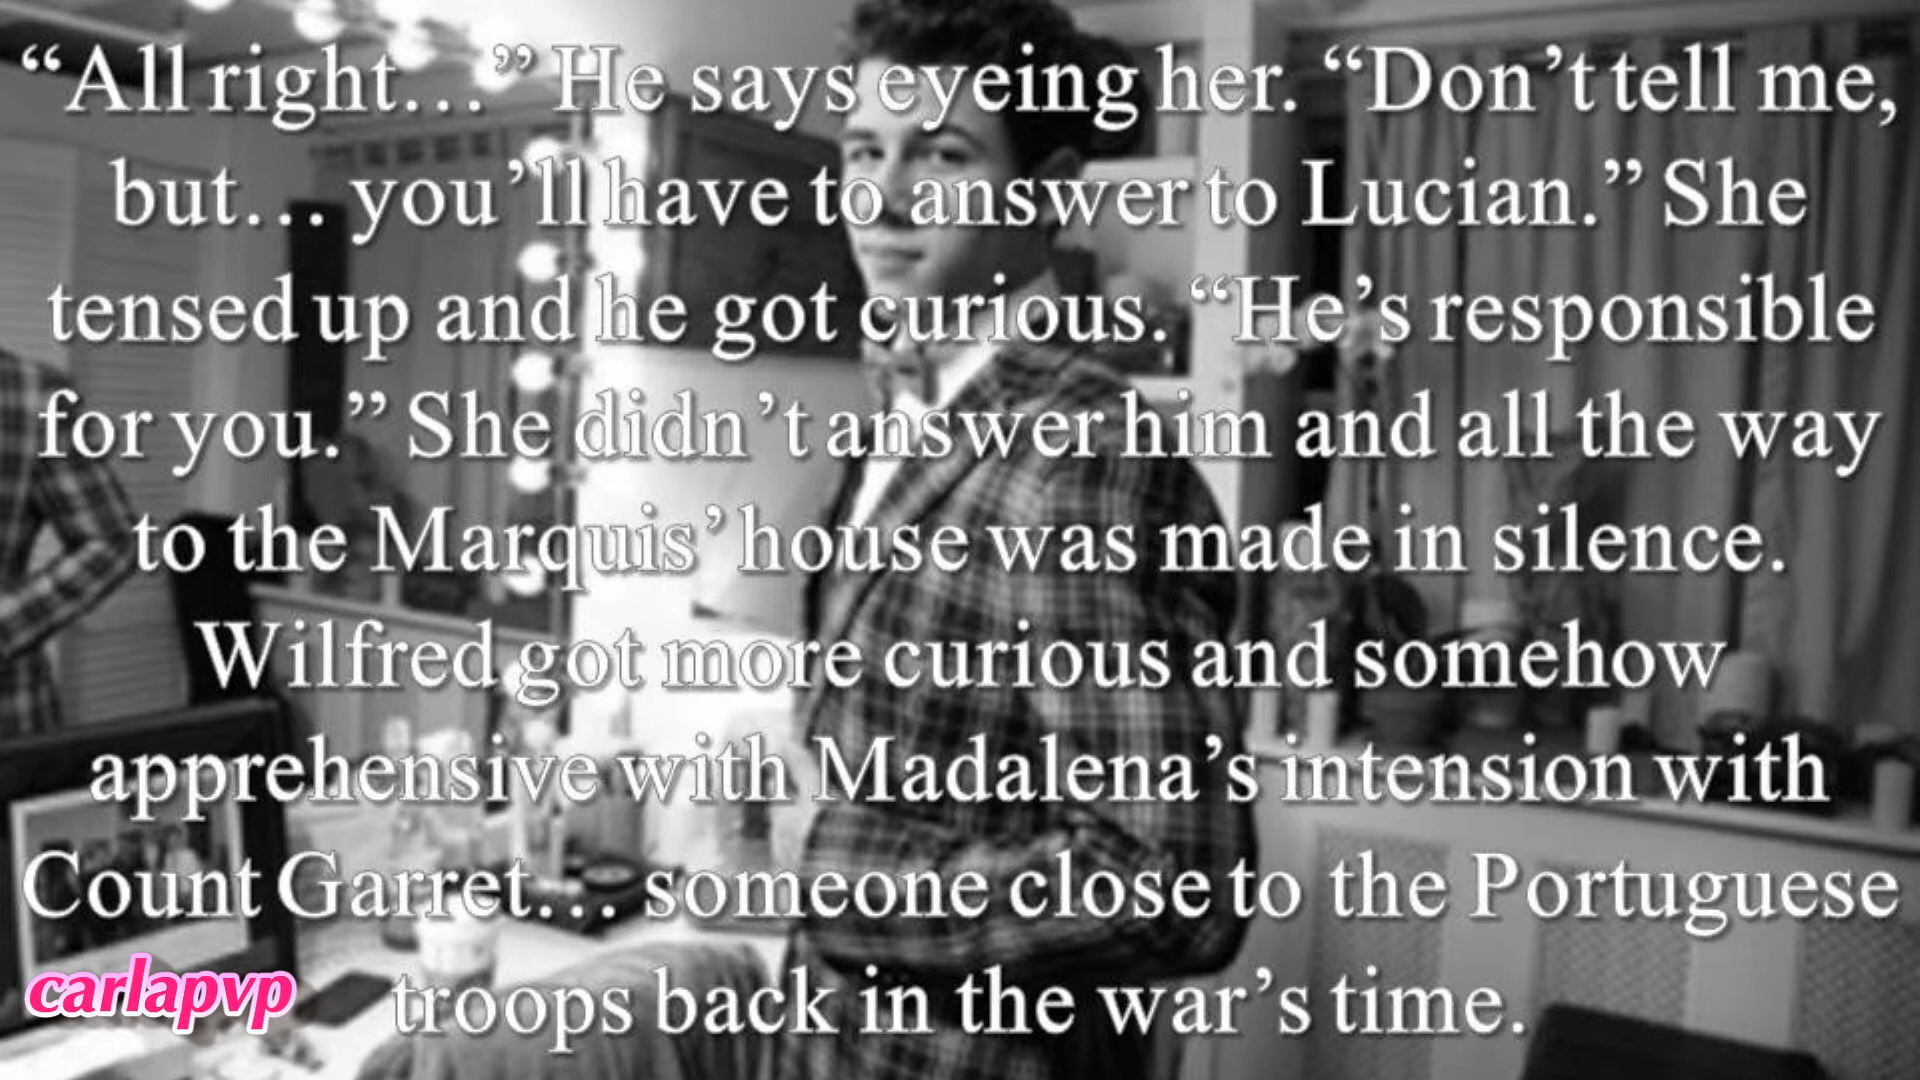 “All right…” He says eyeing her. “Don’t tell me,
but… you’ll have to answer to Lucian.” She
tensed up and he got curious. “He’s responsible
for you.” She didn’t answer him and all the way
to the Marquis’ house was made in silence.
Wilfred got more curious and somehow
apprehensive with Madalena’s intension with
Count Garret… someone close to the Portuguese
troops back in the war’s time.
carlapvp